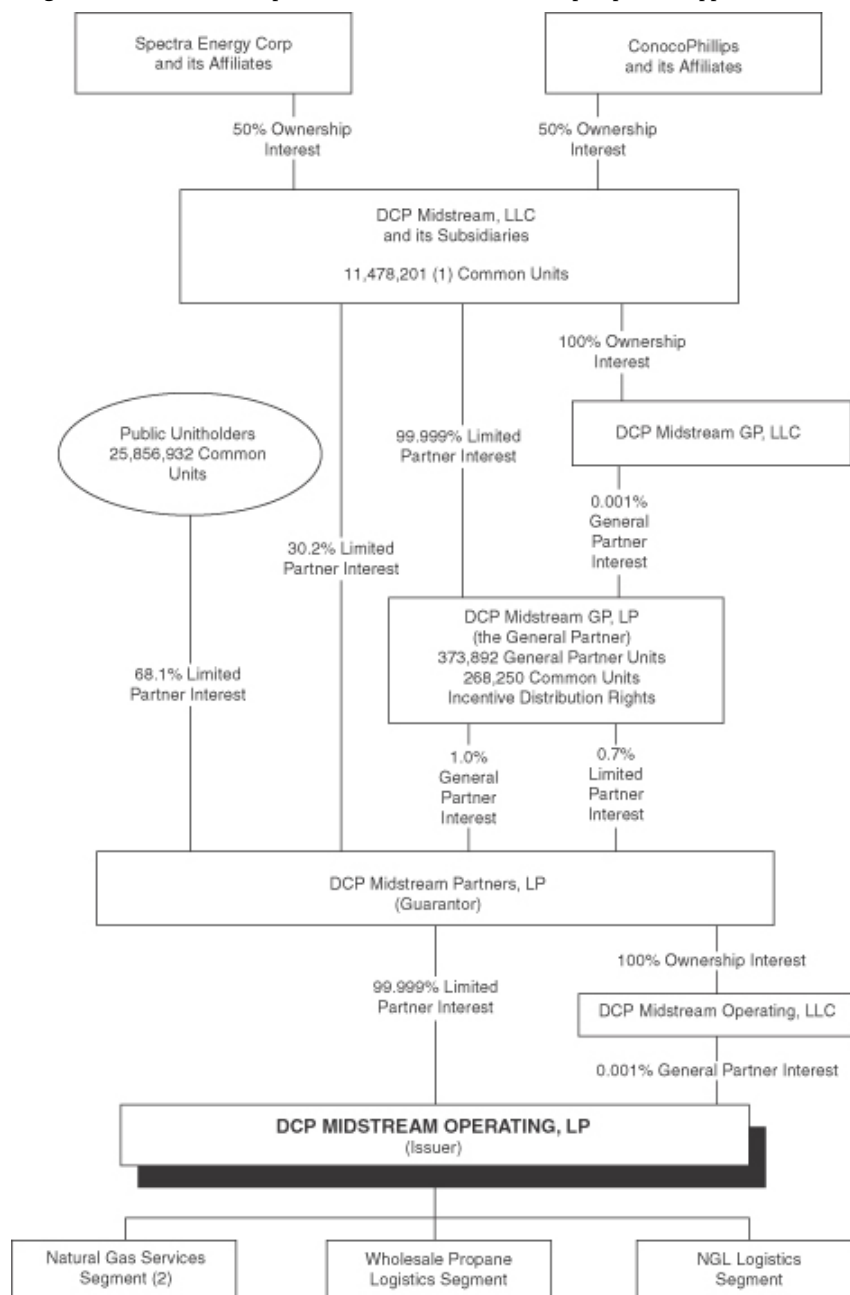 Spectra Energy Corp
and its Affiliates
ConocoPhillips
and its Affiliates
50% Ownership
Interest
50% Ownership
Interest
DCP Midstream, LLC
and its Subsidiaries
11,478,201 (1) Common Units
100% Ownership
Interest
Public Unitholders
25,856,932 Common
Units
99.999% Limited
Partner Interest
DCP Midstream GP, LLC
0.001%
General
Partner
Interest
30.2% Limited
Partner Interest
DCP Midstream GP, LP
(the General Partner)
373,892 General Partner Units
268,250 Common Units
Incentive Distribution Rights
68.1% Limited
Partner Interest
1.0%
General
Partner
Interest
0.7%
Limited
Partner
Interest
DCP Midstream Partners, LP
(Guarantor)
100% Ownership Interest
99.999% Limited
Partner Interest
DCP Midstream Operating, LLC
0.001% General Partner Interest
DCP MIDSTREAM OPERATING, LP
(Issuer)
Natural Gas Services
Segment (2)
Wholesale Propane
Logistics Segment
NGL Logistics
Segment